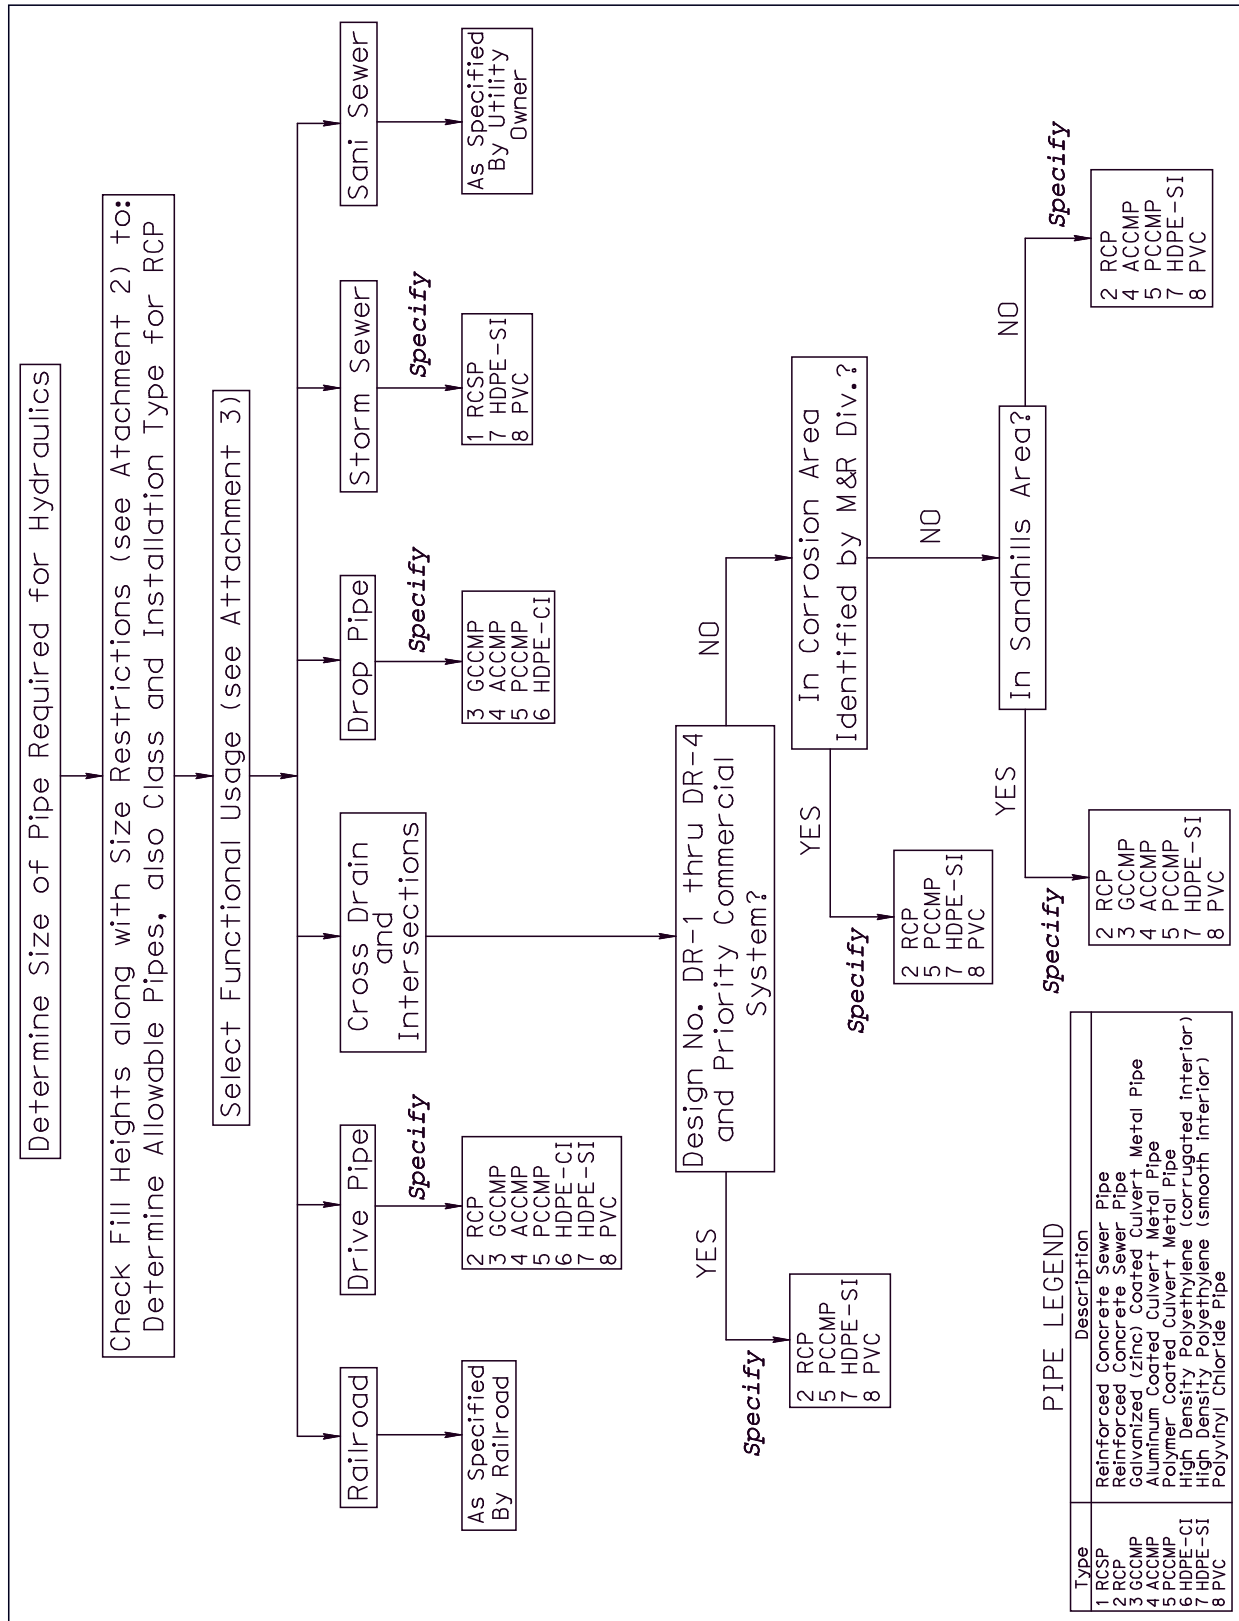 Determine Size of Pipe Required for Hydraulics
Check Fill Heights along with Size Restrictions (see Atachment 2) to:
Determine Allowable Pipes, also Class and Installation Type for RCP
Select Functional Usage (see Attachment 3)
Railroad
As Specified
By Railroad
Drive Pipe
Specify
2 RCP
3 GCCMP
4 ACCMP
5 PCCMP
6 HDPE-CI
7 HDPE-SI
8 PVC
Cross Drain
and
Intersections
Drop Pipe
Specify
3 GCCMP
4 ACCMP
5 PCCMP
6 HDPE-CI
Storm Sewer
Specify
1 RCSP
7 HDPE-SI
8 PVC
Sani Sewer
As Specified
By Utility
Owner
Design No. DR-1 thru DR-4
and Priority Commercial
System?
YES
Specify
2 RCP
5 PCCMP
7 HDPE-SI
8 PVC
NO
In Corrosion Area
Identified by M&R Div.?
YES
Specify
2 RCP
5 PCCMP
7 HDPE-SI
8 PVC
NO
In Sandhills Area?
YES
Specify
2 RCP
3 GCCMP
4 ACCMP
5 PCCMP
7 HDPE-SI
8 PVC
NO
Specify
2 RCP
4 ACCMP
5 PCCMP
7 HDPE-SI
8 PVC
PIPE LEGEND
Type Description
1 RCSP Reinforced Concrete Sewer Pipe
2 RCP Reinforced Concrete Sewer Pipe
3 GCCMP Galvanized (zinc) Coated Culvert Metal Pipe
4 ACCMP Aluminum Coated Culvert Metal Pipe
5 PCCMP Polymer Coated Culvert Metal Pipe
6 HDPE-CI High Density Polyethylene (corrugated interior)
7 HDPE-SI High Density Polyethylene (smooth interior)
8 PVC Polyvinyl Chloride Pipe